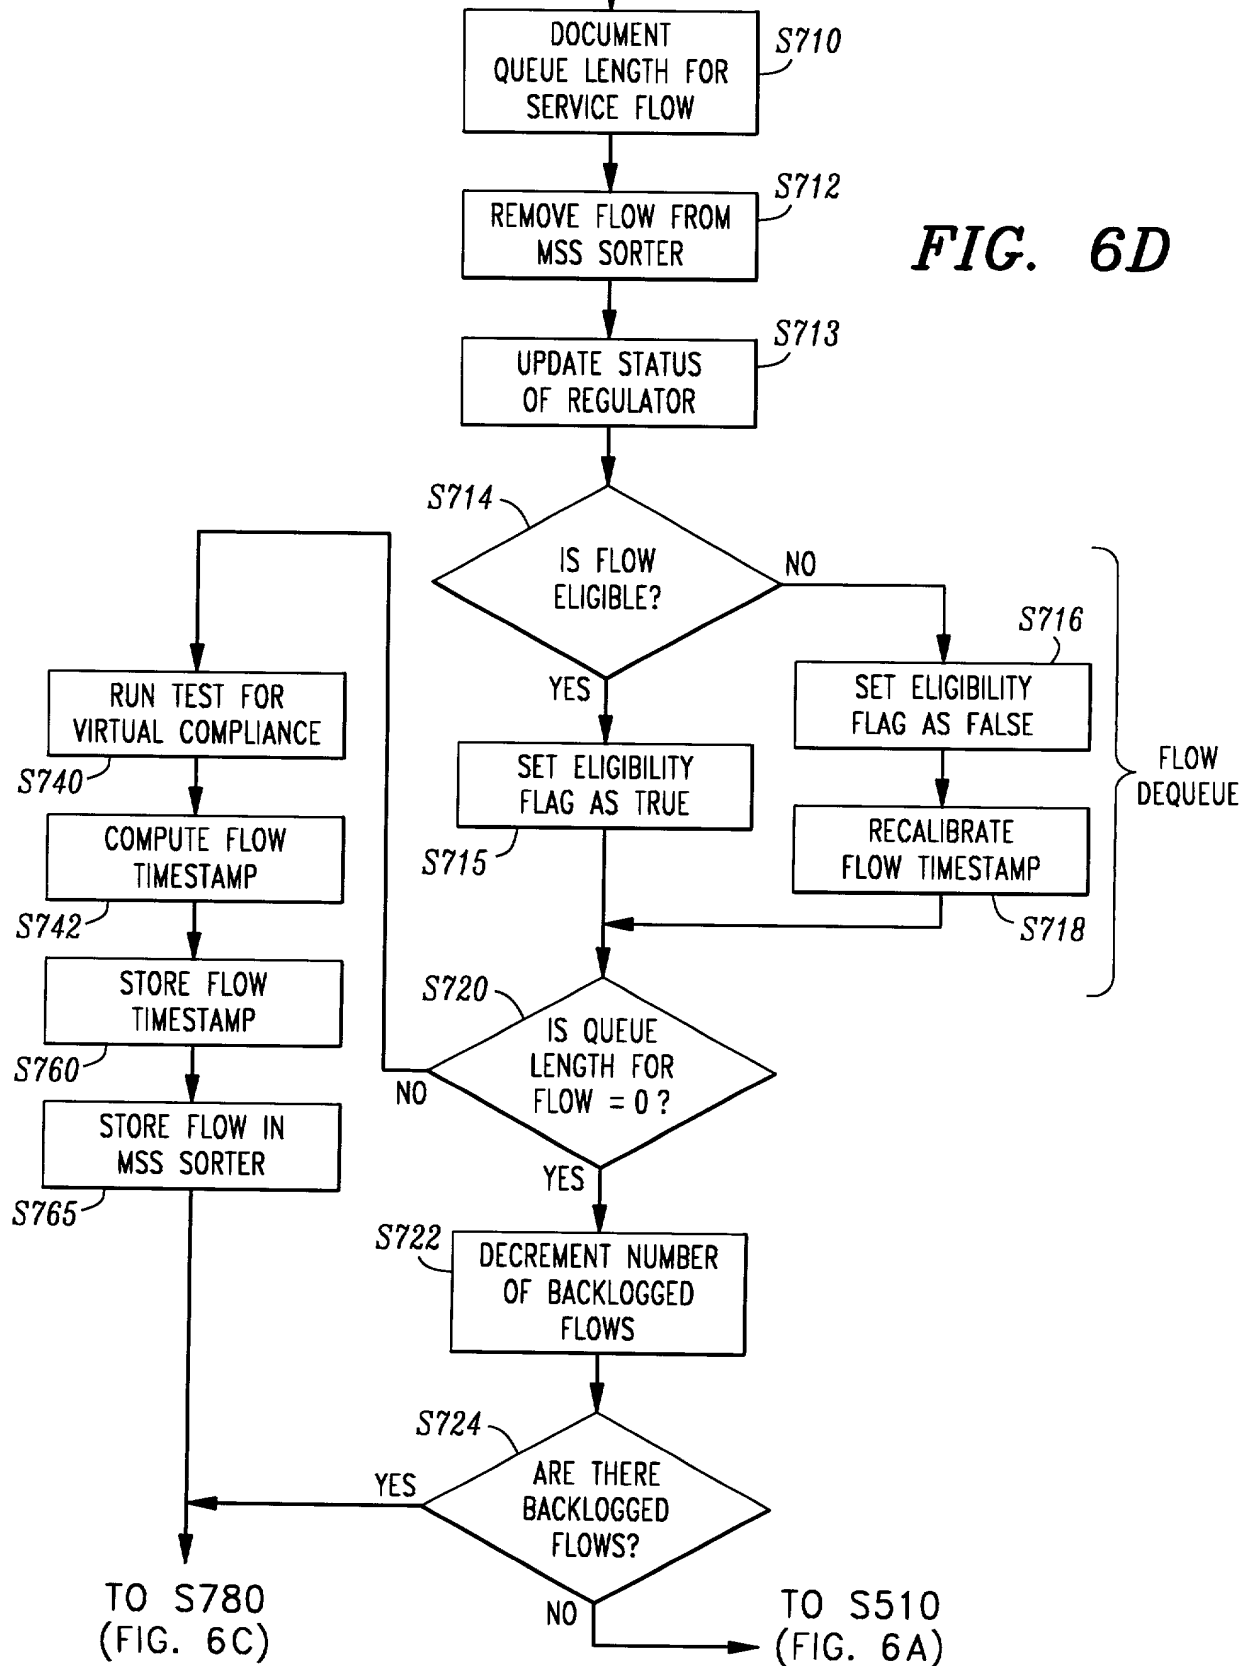 DOCUMENT
QUEUE LENGTH FOR
SERVICE FLOW
S710
REMOVE FLOW FROM
MSS SORTER
S712
FIG. 6D
UPDATE STATUS
OF REGULATOR
S713
S714
IS FLOW
ELIGIBLE?
NO
YES
S716
SET ELIGIBILITY
FLAG AS FALSE
SET ELIGIBILITY
FLAG AS TRUE
S715
RECALIBRATE
FLOW TIMESTAMP
S718
FLOW
DEQUEUE
RUN TEST FOR
VIRTUAL COMPLIANCE
S740
COMPUTE FLOW
TIMESTAMP
S742
STORE FLOW
TIMESTAMP
S760
STORE FLOW IN
MSS SORTER
S765
S720
IS QUEUE
LENGTH FOR
FLOW = 0 ?
NO
YES
S722
DECREMENT NUMBER
OF BACKLOGGED
FLOWS
S724
ARE THERE
BACKLOGGED
FLOWS?
YES
NO
TO S780
(FIG. 6C)
TO S510
(FIG. 6A)